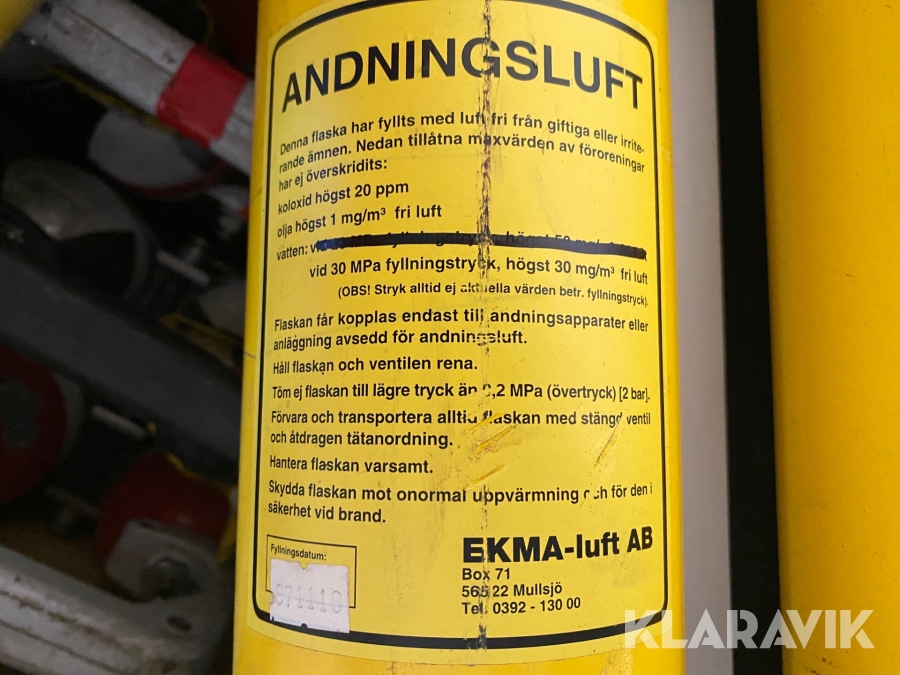 ANDNINGSLUFT
Denna flaska har fyllts med luft fri från giftiga eller irrite-
rande ämnen. Nedan tillåtna maxvärden av föroreningar
har ej överskridits:
koloxid högst 20 ppm
olja högst 1 mg/m³ fri luft
vatten:
vid 30 MPa fyllningstryck, högst 30 mg/m³ fri luft
(OBS! Stryk alltid ej aktuella värden betr. fyllningstryck).
Flaskan får kopplas endast till andningsapparater eller
anläggning avsedd för andningsluft.
Håll flaskan och ventilen rena.
Töm ej flaskan till lägre tryck än 0,2 MPa (övertryck) [2 bar].
Förvara och transportera alltid flaskan med stängd ventil
och åtdragen tätanordning.
Hantera flaskan varsamt.
Skydda flaskan mot onormal uppvärmning och för den i
säkerhet vid brand.
Fyllningsdatum:
971110
EKMA-luft AB
Box 71
565 22 Mullsjö
Tel. 0392 - 130 00
KLARAVIK